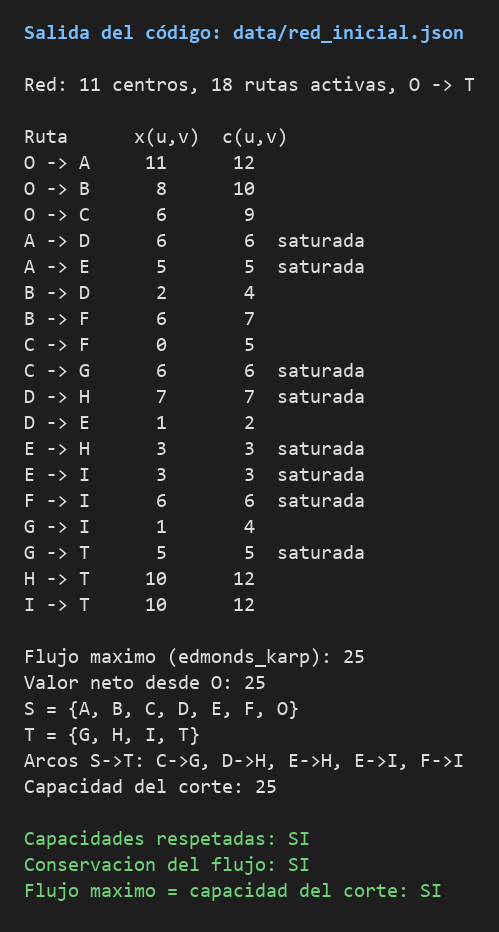 Salida del código: data/red_inicial.json
Red: 11 centros, 18 rutas activas, O -> T
Ruta x(u,v) c(u,v)
O -> A 11 12
O -> B 8 10
O -> C 6 9
A -> D 6 6 saturada
A -> E 5 5 saturada
B -> D 2 4
B -> F 6 7
C -> F 0 5
C -> G 6 6 saturada
D -> H 7 7 saturada
D -> E 1 2
E -> H 3 3 saturada
E -> I 3 3 saturada
F -> I 6 6 saturada
G -> I 1 4
G -> T 5 5 saturada
H -> T 10 12
I -> T 10 12
Flujo maximo (edmonds_karp): 25
Valor neto desde O: 25
S = {A, B, C, D, E, F, O}
T = {G, H, I, T}
Arcos S->T: C->G, D->H, E->H, E->I, F->I
Capacidad del corte: 25
Capacidades respetadas: SI
Conservacion del flujo: SI
Flujo maximo = capacidad del corte: SI